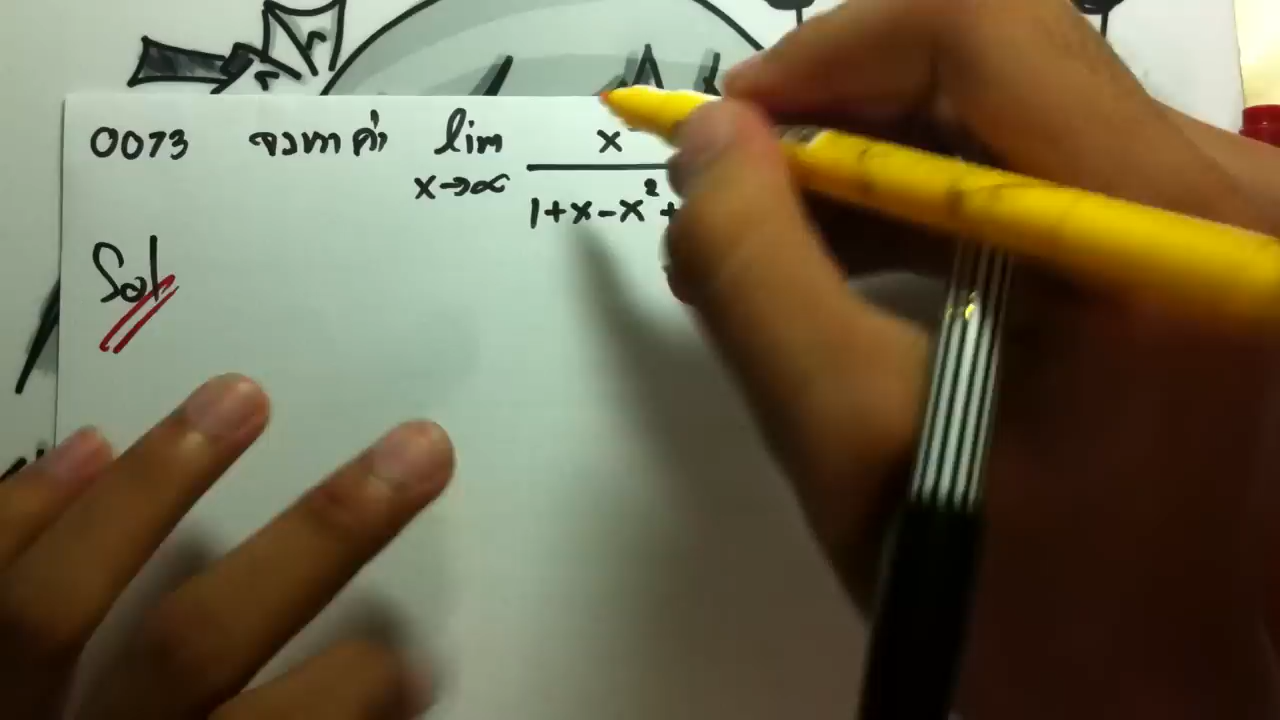 0073 จงหาค่า lim x
x→∞ 1+x-x²+
Sol